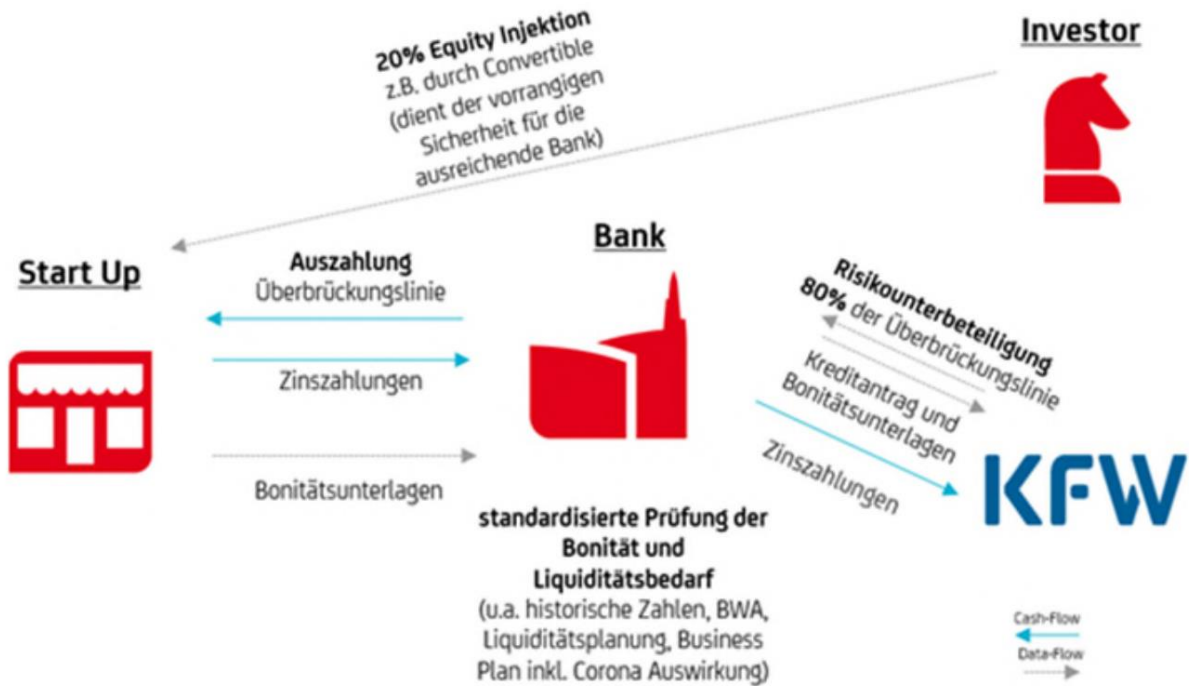 20% Equity Injektion
z.B. durch Convertible
(dient der vorrangigen
Sicherheit für die
ausreichende Bank)
Investor
Start Up
Auszahlung
Überbrückungslinie
Zinszahlungen
Bonitätsunterlagen
Bank
standardisierte Prüfung der
Bonität und
Liquiditätsbedarf
(u.a. historische Zahlen, BWA,
Liquiditätsplanung, Business
Plan inkl. Corona Auswirkung)
Risikounterbeteiligung
80% der Überbrückungslinie
Kreditantrag und
Bonitätsunterlagen
Zinszahlungen
KFW
Cash-Flow
Data-Flow